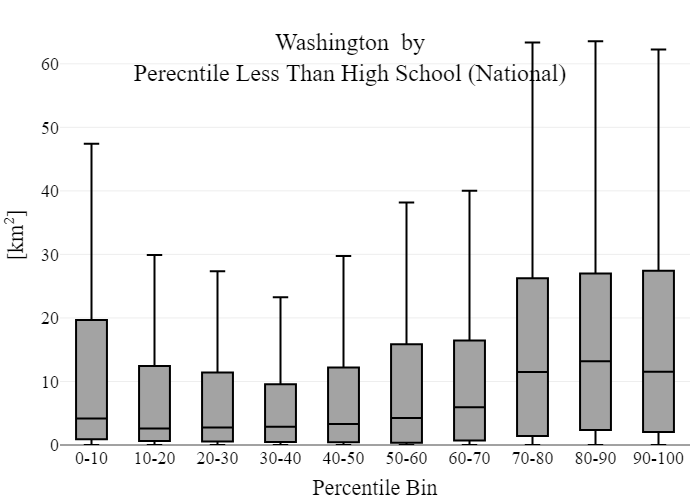 Washington by
Perecntile Less Than High School (National)
60
50
40
30
20
10
0
[km²]
0-10 10-20 20-30 30-40 40-50 50-60 60-70 70-80 80-90 90-100
Percentile Bin